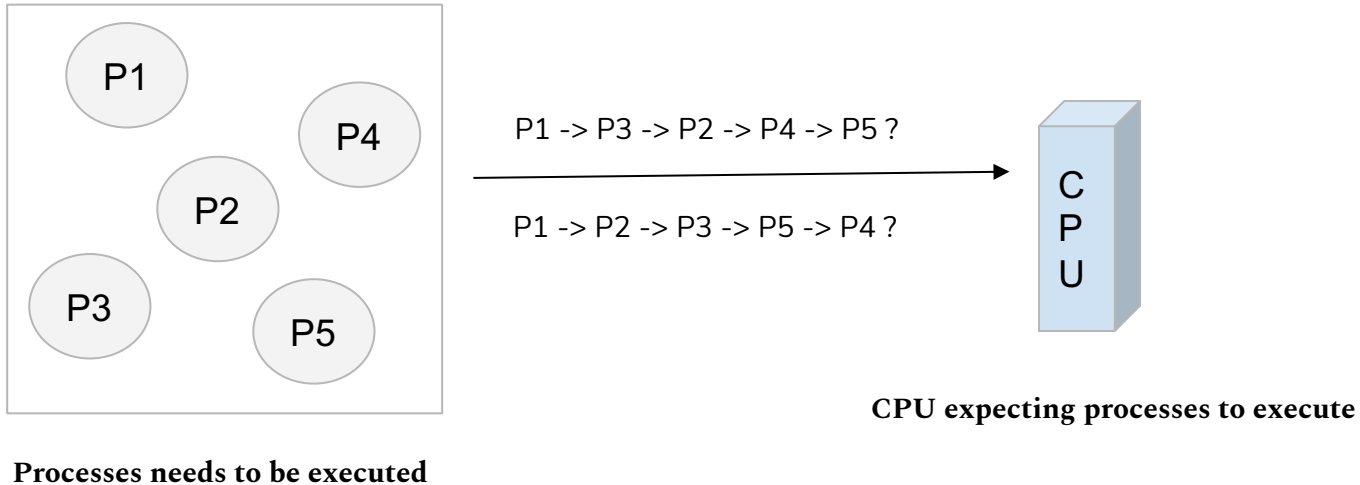 P1
P4
P2
P3
P5
P1 -> P3 -> P2 -> P4 -> P5 ?
P1 -> P2 -> P3 -> P5 -> P4 ?
C
P
U
CPU expecting processes to execute
Processes needs to be executed